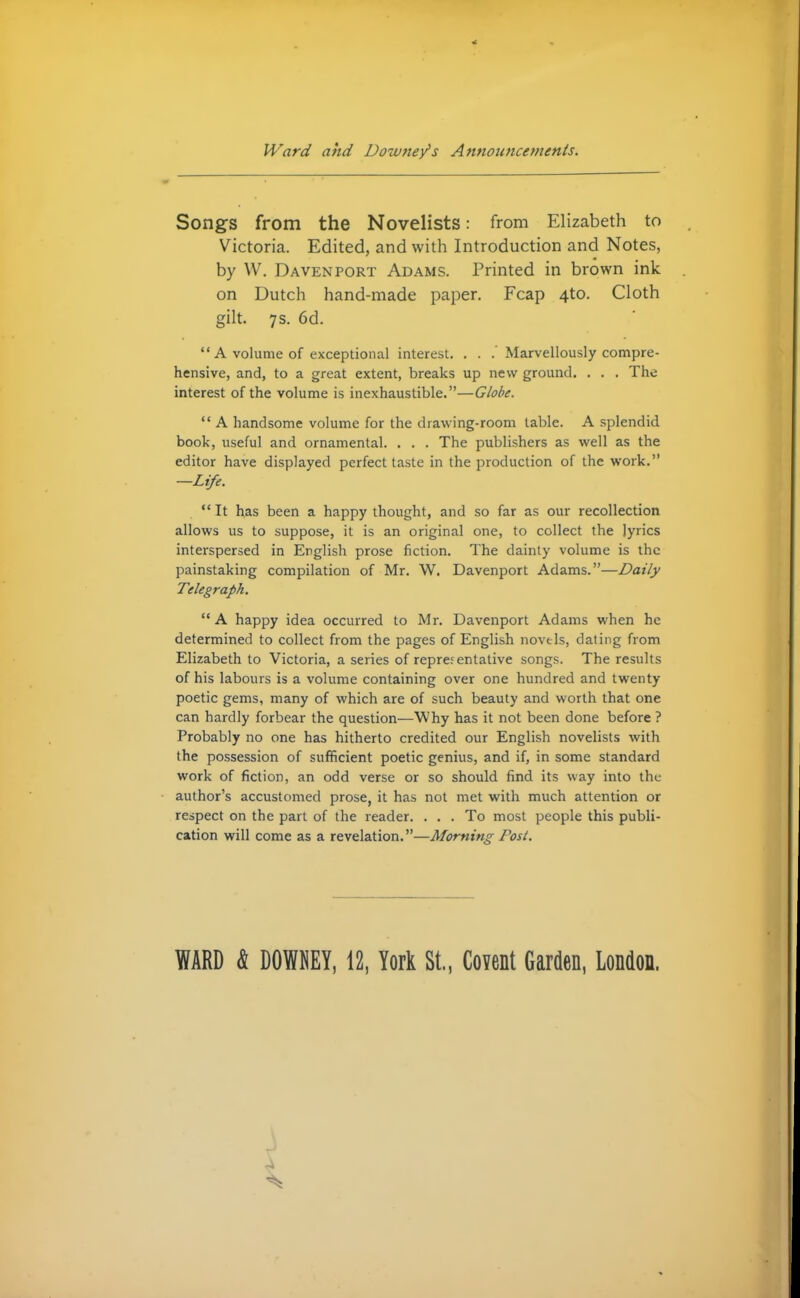 Ward and Downey's Announcements.
Songs from the Novelists: from Elizabeth to
Victoria. Edited, and with Introduction and Notes,
by W. DAVENPORT ADAMS. Printed in brown ink
on Dutch hand-made paper. Fcap 4to. Cloth
gilt. 7s. 6d.
“A volume of exceptional interest. . . . Marvellously compre-
hensive, and, to a great extent, breaks up new ground. . . . The
interest of the volume is inexhaustible.”—Globe.
“A handsome volume for the drawing-room table. A splendid
book, useful and ornamental. . . . The publishers as well as the
editor have displayed perfect taste in the production of the work.”
—Life.
“It has been a happy thought, and so far as our recollection
allows us to suppose, it is an original one, to collect the lyrics
interspersed in English prose fiction. The dainty volume is the
painstaking compilation of Mr. W. Davenport Adams.”—Daily
Telegraph.
“A happy idea occurred to Mr. Davenport Adams when he
determined to collect from the pages of English novels, dating from
Elizabeth to Victoria, a series of representative songs. The results
of his labours is a volume containing over one hundred and twenty
poetic gems, many of which are of such beauty and worth that one
can hardly forbear the question—Why has it not been done before?
Probably no one has hitherto credited our English novelists with
the possession of sufficient poetic genius, and if, in some standard
work of fiction, an odd verse or so should find its way into the
author's accustomed prose, it has not met with much attention or
respect on the part of the reader. . . . To most people this publi-
cation will come as a revelation.”—Morning Post.
WARD & DOWNEY, 12, York St., Covent Garden, London.